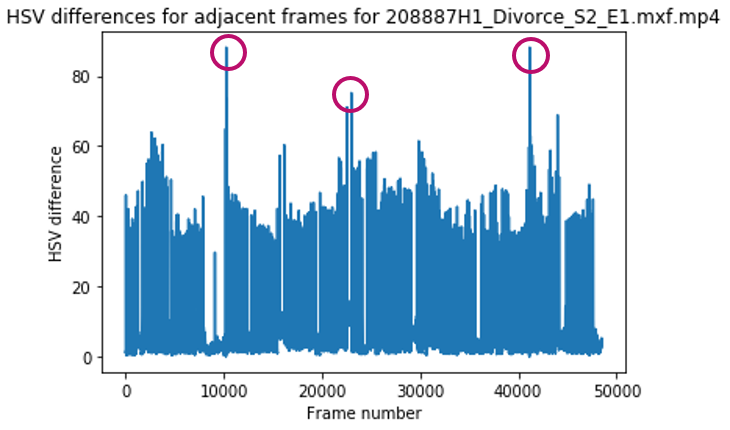 HSV differences for adjacent frames for 208887H1_Divorce_S2_E1.mxf.mp4
80
60
40
20
0
HSV difference
0 10000 20000 30000 40000 50000
Frame number